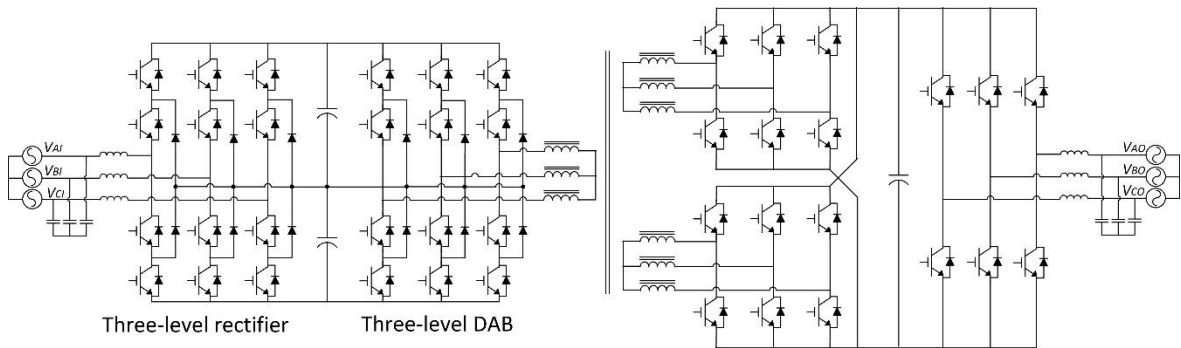 VAI
VBI
VCI
VAO
VBO
VCO
Three-level rectifier
Three-level DAB